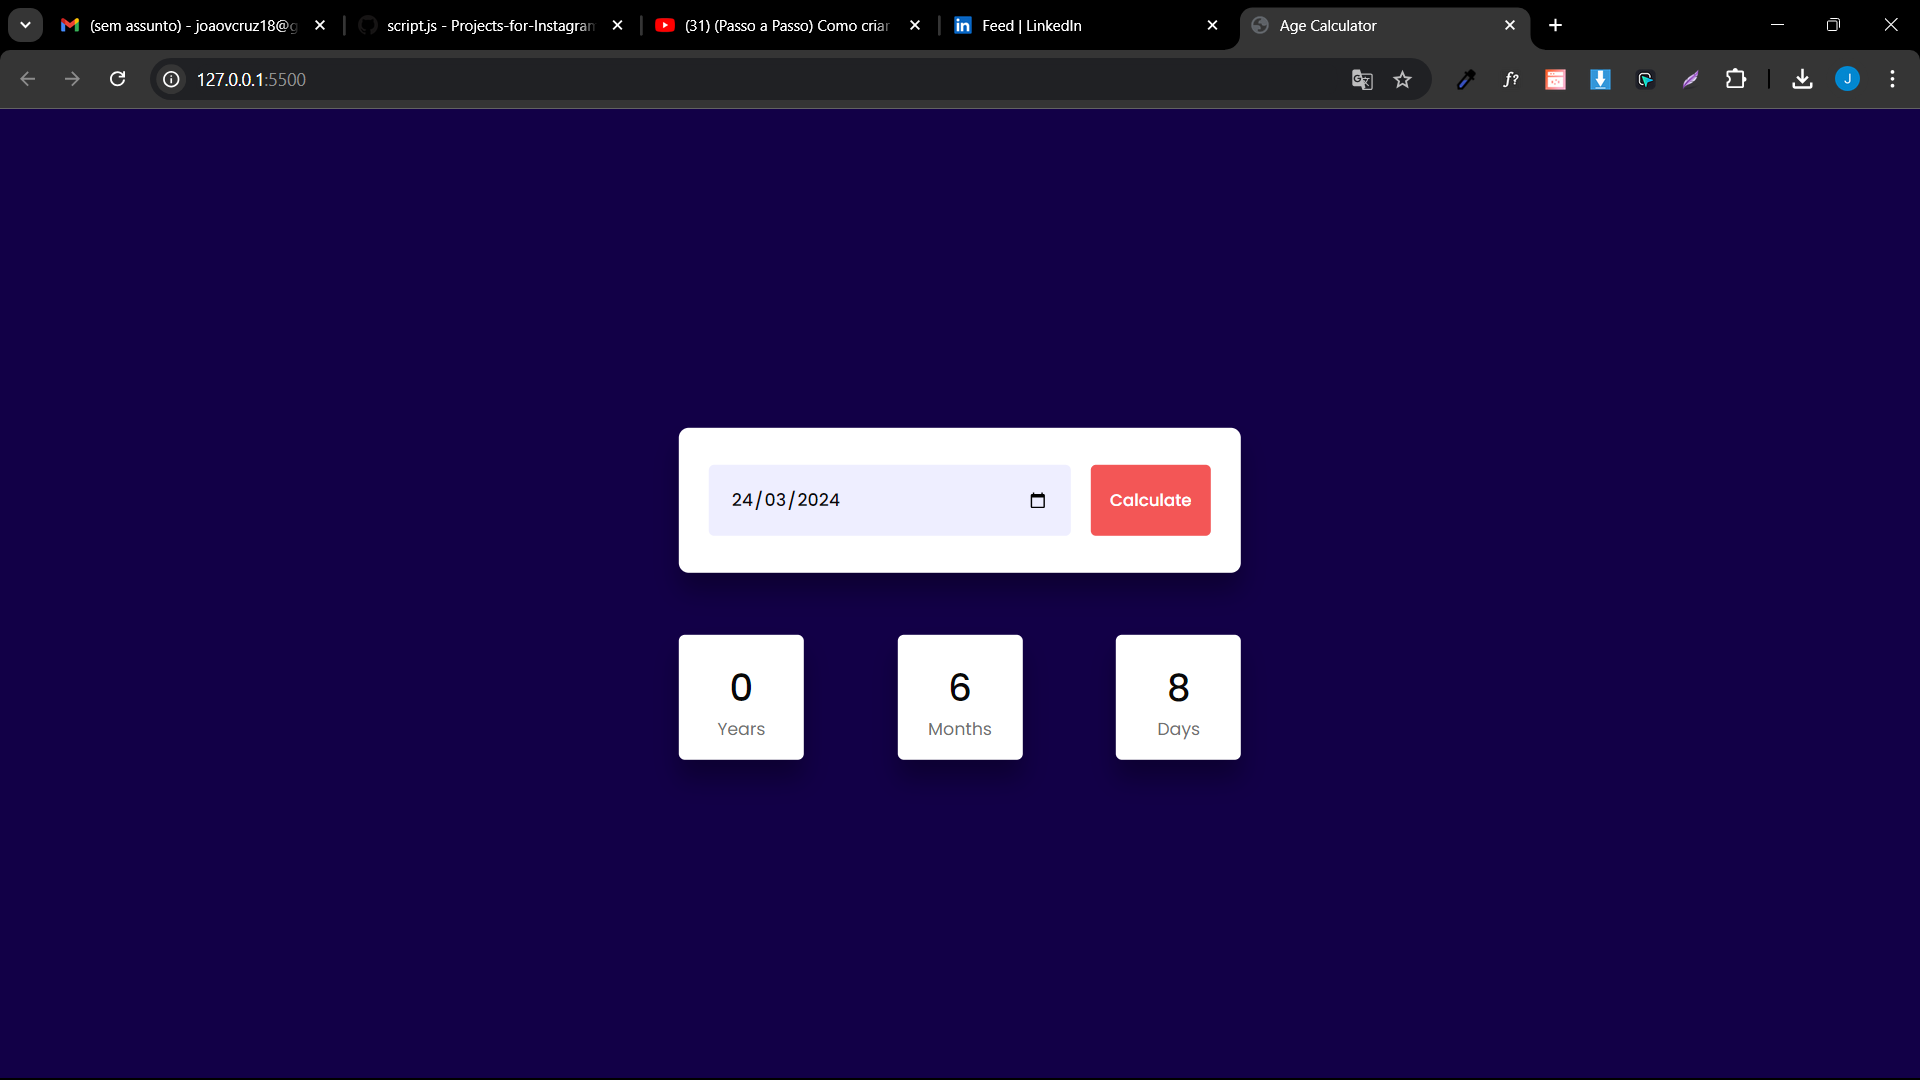 (sem assunto) - joaovcruz18@g
script.js - Projects-for-Instagran
(31) (Passo a Passo) Como criar
in Feed | LinkedIn
Age Calculator
127.0.0.1:5500
f?
J
24/03/2024
Calculate
0
Years
6
Months
8
Days